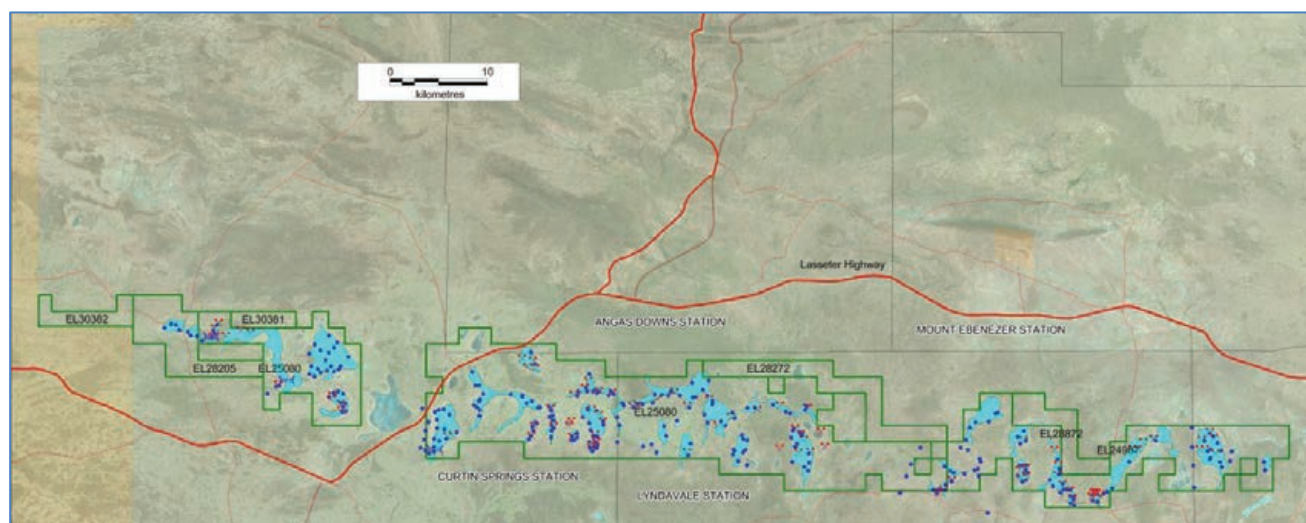 0 10
kilometres
Lasseter Highway
EL30382
EL30381
ANGAS DOWNS STATION
MOUNT EBENEZER STATION
EL28205
EL25080
EL28272
EL25080
EL28872
CURTIN SPRINGS STATION
LYNDAVALE STATION